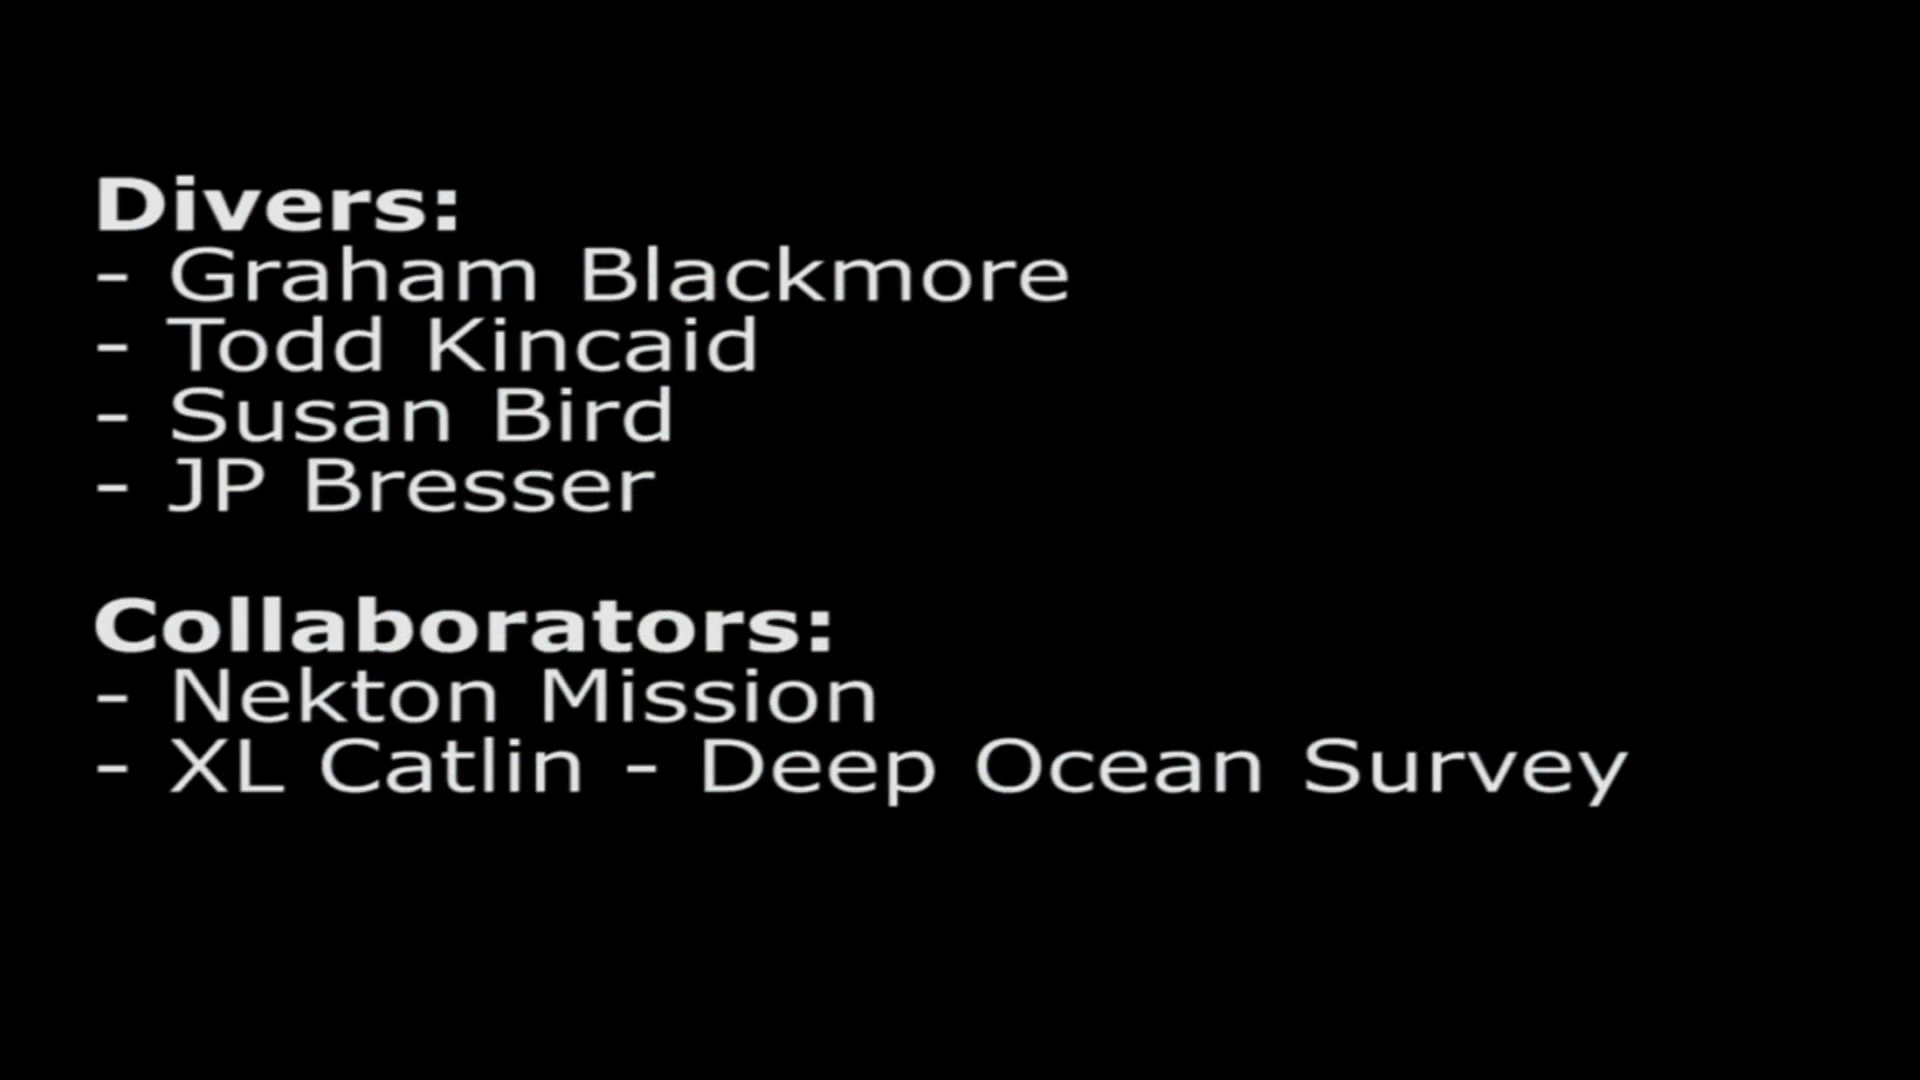 Divers:
- Graham Blackmore
- Todd Kincaid
- Susan Bird
- JP Bresser
Collaborators:
- Nekton Mission
- XL Catlin - Deep Ocean Survey